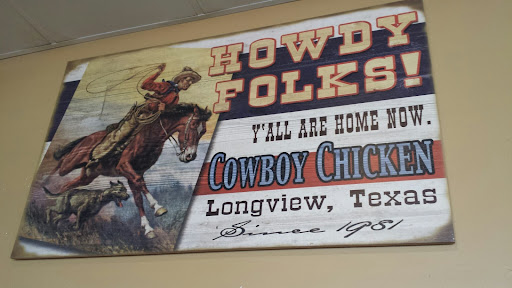 HOWDY
FOLKS!
Y'ALL ARE HOME NOW.
COWBOY CHICKEN
Longview, Texas
Since 1981